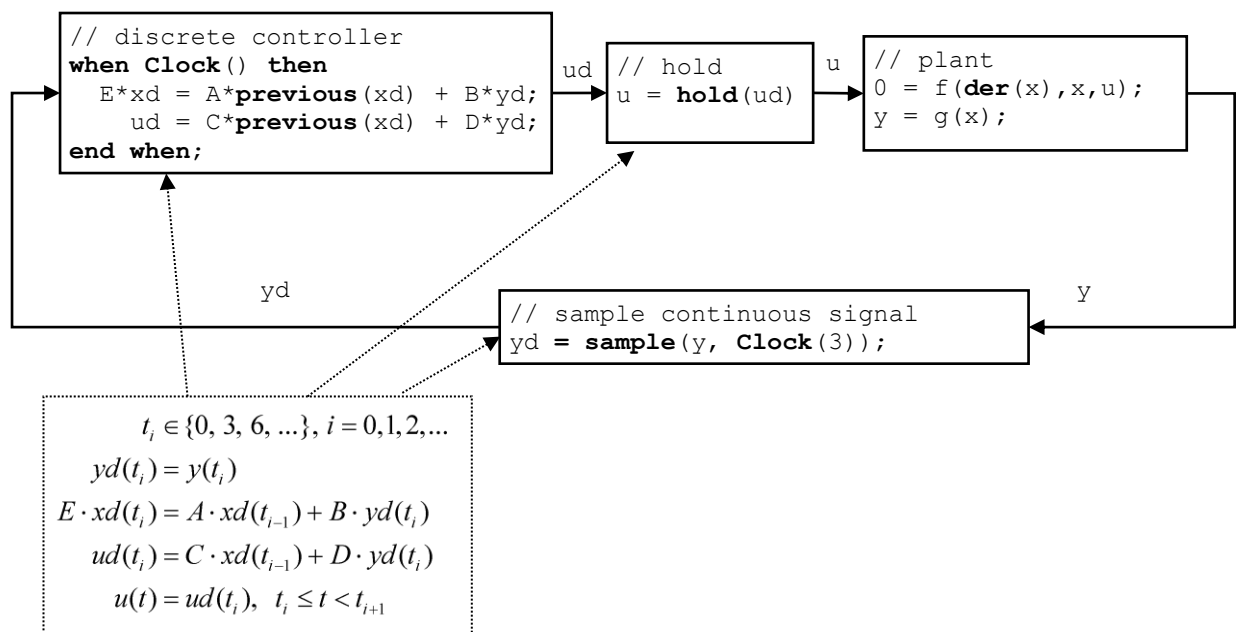 // discrete controller
when Clock() then
E*xd = A*previous(xd) + B*yd;
ud = C*previous(xd) + D*yd;
end when;
ud
// hold
u = hold(ud)
u
// plant
0 = f(der(x),x,u);
y = g(x);
yd
// sample continuous signal
yd = sample(y, Clock(3));
y
t_i ∈ {0, 3, 6, ...}, i = 0,1,2,...
yd(t_i) = y(t_i)
E · xd(t_i) = A · xd(t_{i-1}) + B · yd(t_i)
ud(t_i) = C · xd(t_{i-1}) + D · yd(t_i)
u(t) = ud(t_i), t_i ≤ t < t_{i+1}